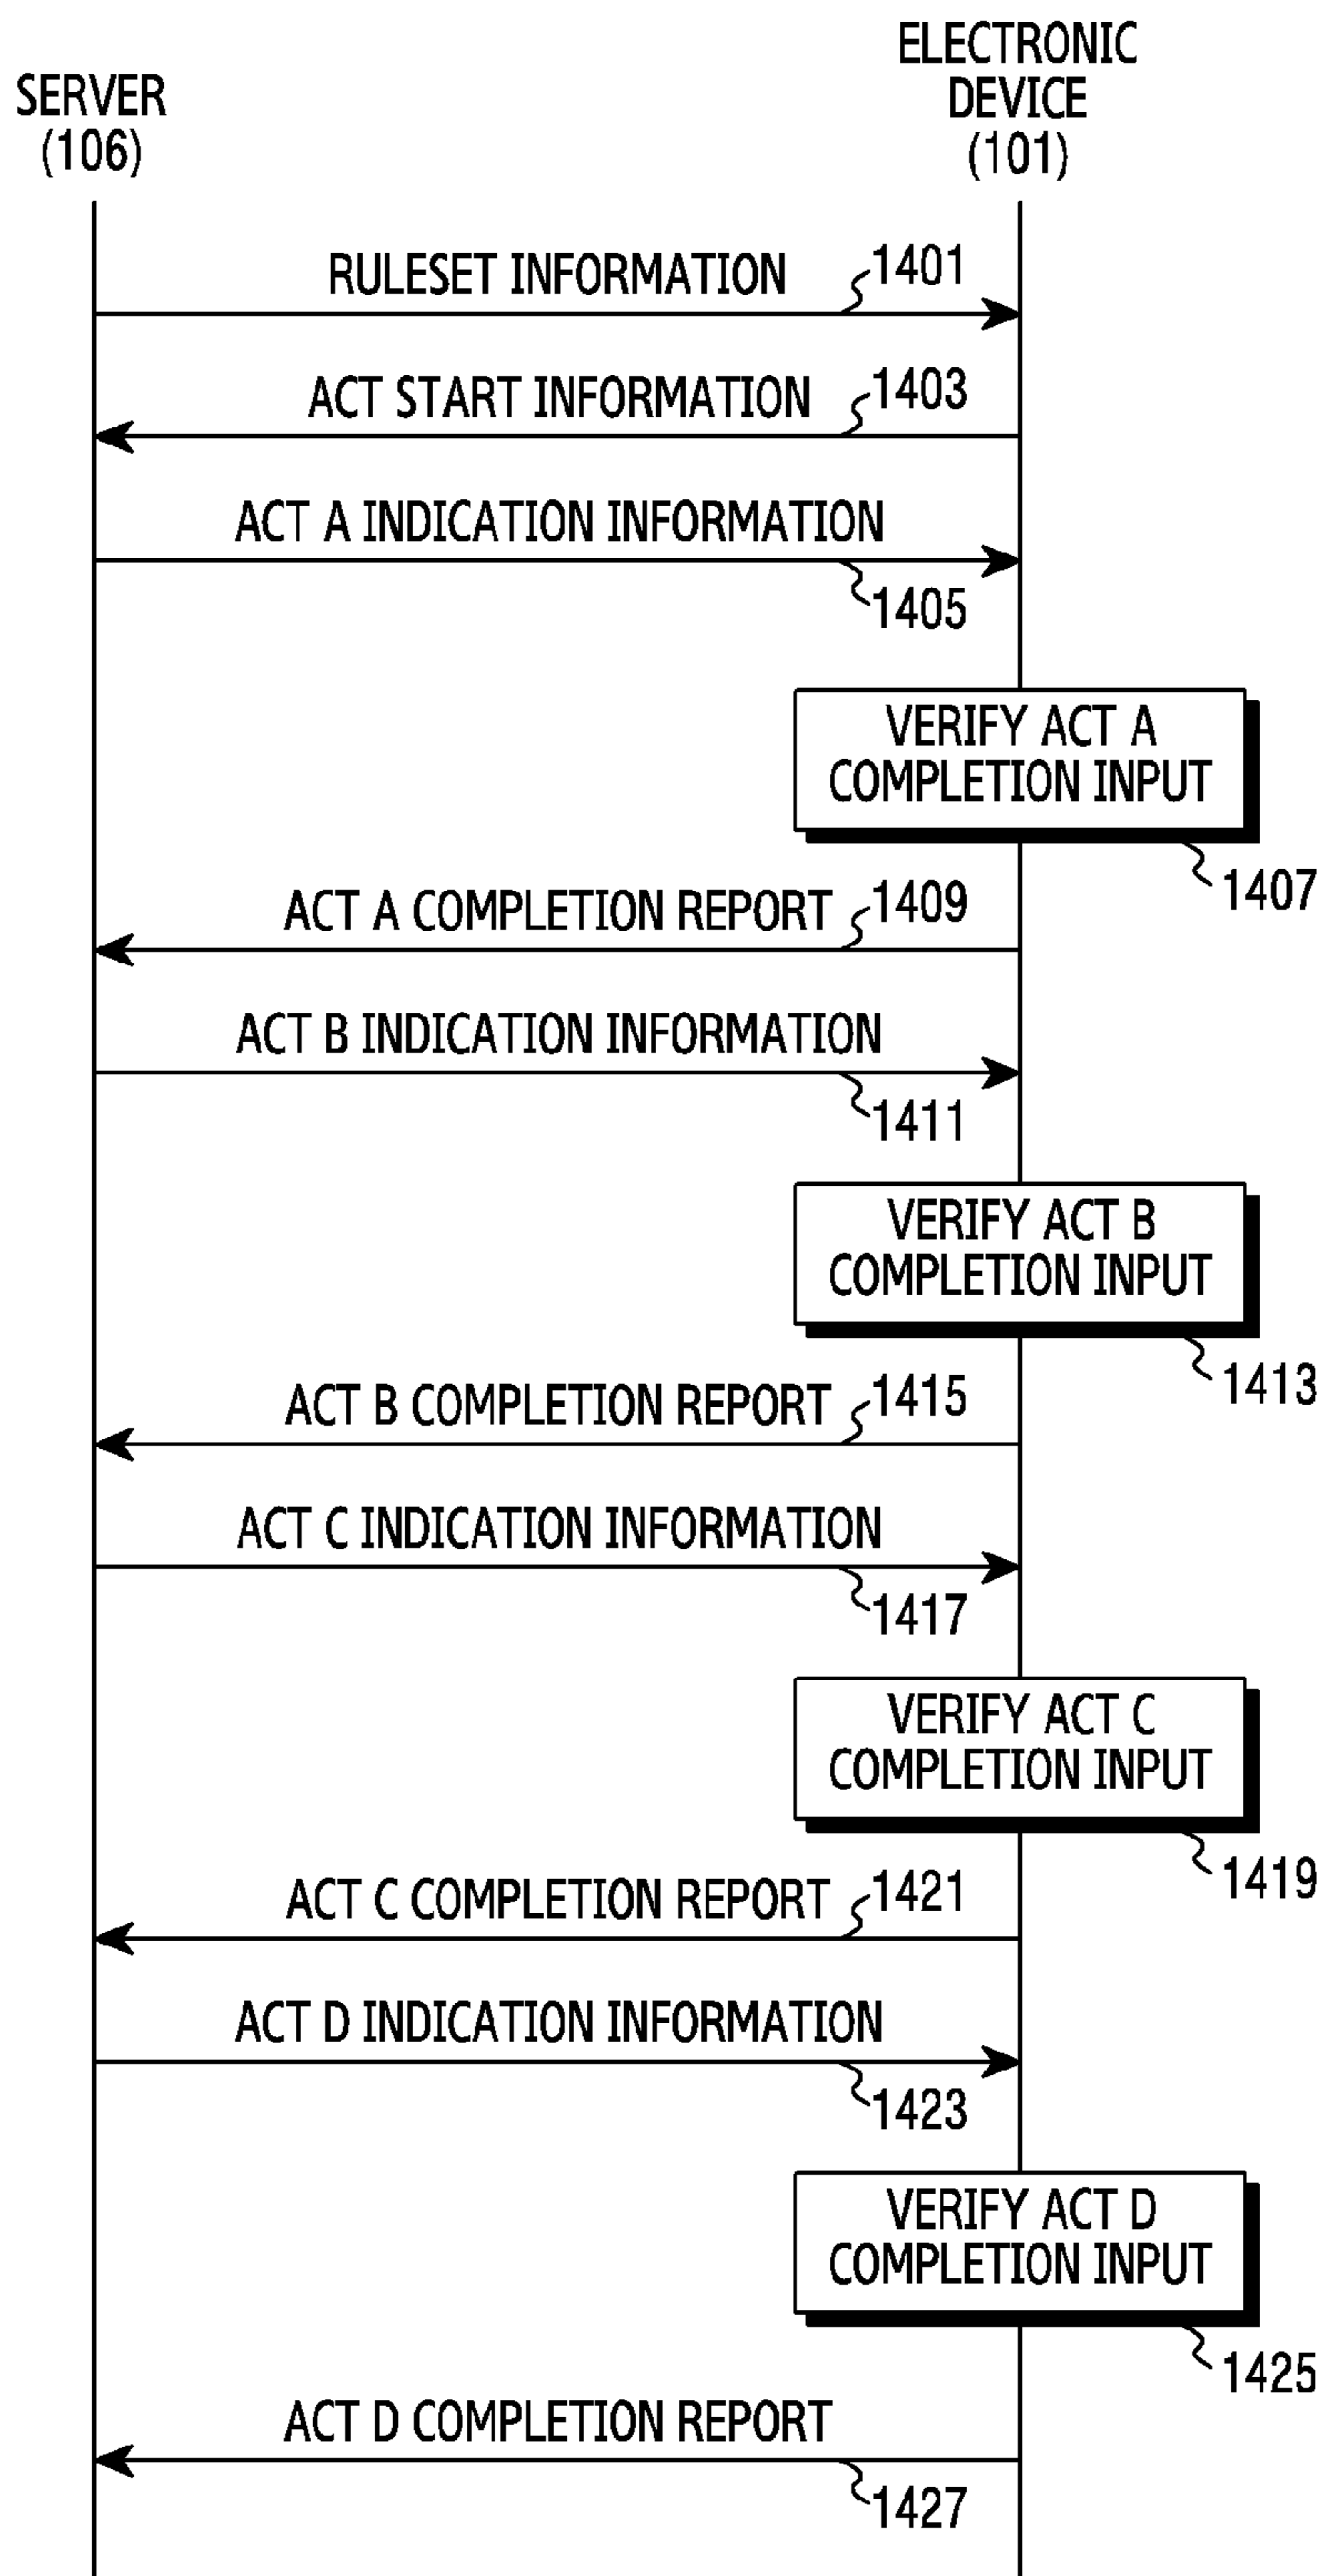 SERVER
(106)
ELECTRONIC
DEVICE
(101)
RULESET INFORMATION
1401
ACT START INFORMATION
1403
ACT A INDICATION INFORMATION
1405
VERIFY ACT A
COMPLETION INPUT
1407
ACT A COMPLETION REPORT
1409
ACT B INDICATION INFORMATION
1411
VERIFY ACT B
COMPLETION INPUT
1413
ACT B COMPLETION REPORT
1415
ACT C INDICATION INFORMATION
1417
VERIFY ACT C
COMPLETION INPUT
1419
ACT C COMPLETION REPORT
1421
ACT D INDICATION INFORMATION
1423
VERIFY ACT D
COMPLETION INPUT
1425
ACT D COMPLETION REPORT
1427